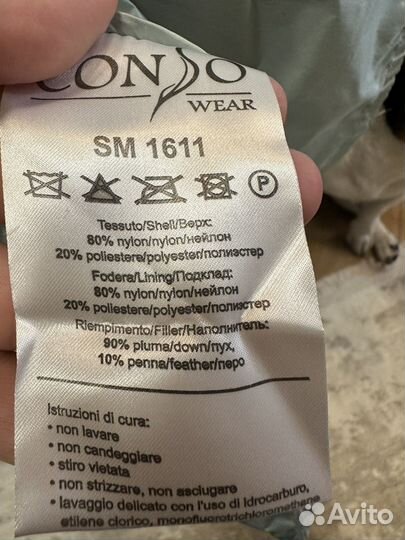 CONSO
WEAR
SM 1611
P
Tessuto/Shell/Верх:
80% nylon/nylon/нейлон
20% poliestere/polyester/полиэстер
Fodera/Lining/Подклад:
80% nylon/nylon/нейлон
20% poliestere/polyester/полиэстер
Riempimento/Filler/Наполнитель:
90% piuma/down/пух,
10% penna/feather/перо
Istruzioni di cura:
• non lavare
• non candeggiare
• stiro vietata
• non strizzare, non asciugare
• lavaggio delicato con l'uso di idrocarburo,
etilene clorico, monofluorotrichloromethane
Avito